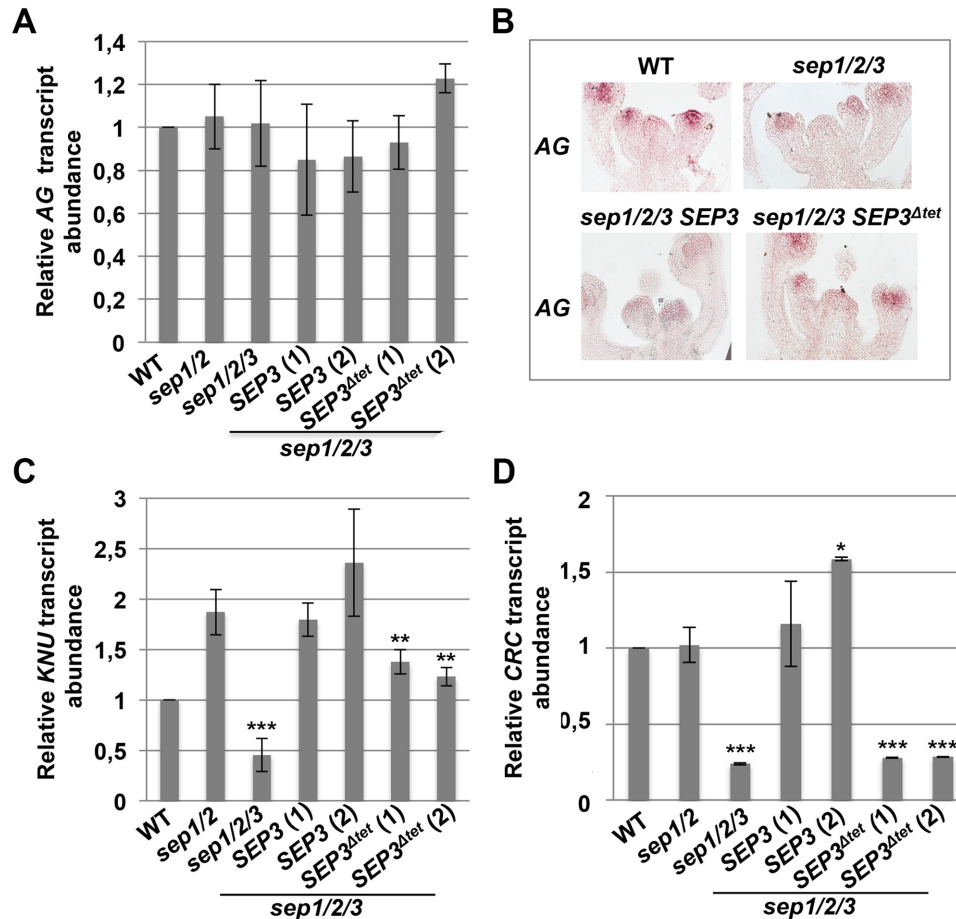 A
Relative AG transcript
abundance
1,4
1,2
1
0,8
0,6
0,4
0,2
0
WT
sep1/2
sep1/2/3
SEP3 (1)
SEP3 (2)
SEP3Δtet (1)
SEP3Δtet (2)
sep1/2/3
B
WT
sep1/2/3
AG
sep1/2/3 SEP3
sep1/2/3 SEP3Δtet
AG
C
Relative KNU transcript
abundance
3
2,5
2
1,5
1
0,5
0
***
**
**
WT
sep1/2
sep1/2/3
SEP3 (1)
SEP3 (2)
SEP3Δtet (1)
SEP3Δtet (2)
sep1/2/3
D
Relative CRC transcript
abundance
2
1,5
1
0,5
0
***
*
***
***
WT
sep1/2
sep1/2/3
SEP3 (1)
SEP3 (2)
SEP3Δtet (1)
SEP3Δtet (2)
sep1/2/3